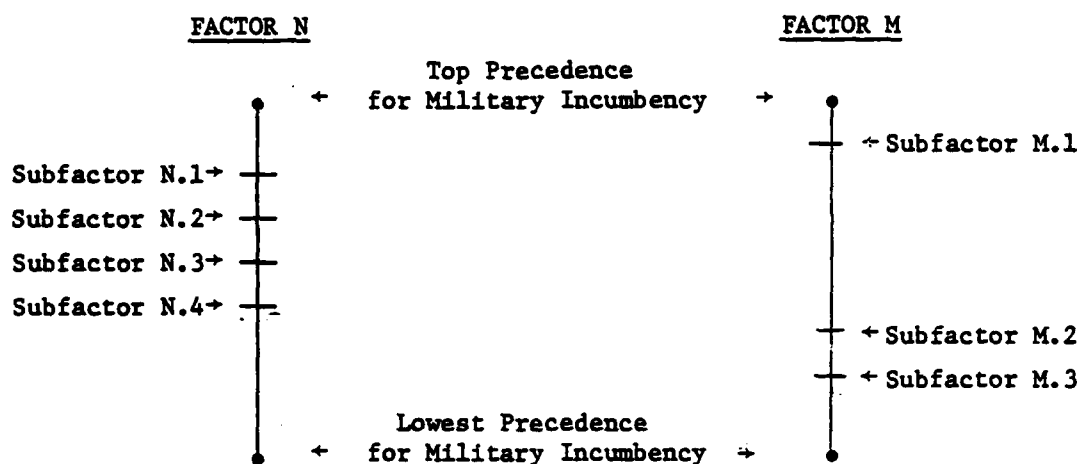 FACTOR N
FACTOR M
Top Precedence
← for Military Incumbency →
←Subfactor M.1
Subfactor N.1→
Subfactor N.2→
Subfactor N.3→
Subfactor N.4→
←Subfactor M.2
←Subfactor M.3
Lowest Precedence
← for Military Incumbency →